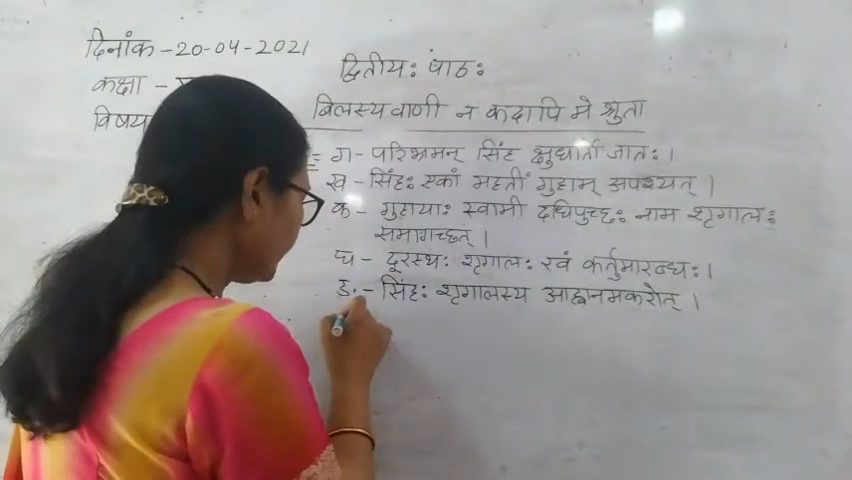 दिनांक - 20-04-2021
द्वितीयः पाठः
कक्षा -
बिलस्य वाणी न कदापि मे श्रुता
विषय
= ग - परिभ्रमन् सिंह क्षुधार्तो जातः ।
ख - सिंहः एकां महतीं गुहाम् अपश्यत् ।
क - गुहायाः स्वामी दधिपुच्छः नाम शृगालः
समागच्छत् ।
घ - दूरस्थः शृगालः रवं कर्तुमारब्धः ।
ङ. - सिंहः शृगालस्य आह्वानमकरोत् ।